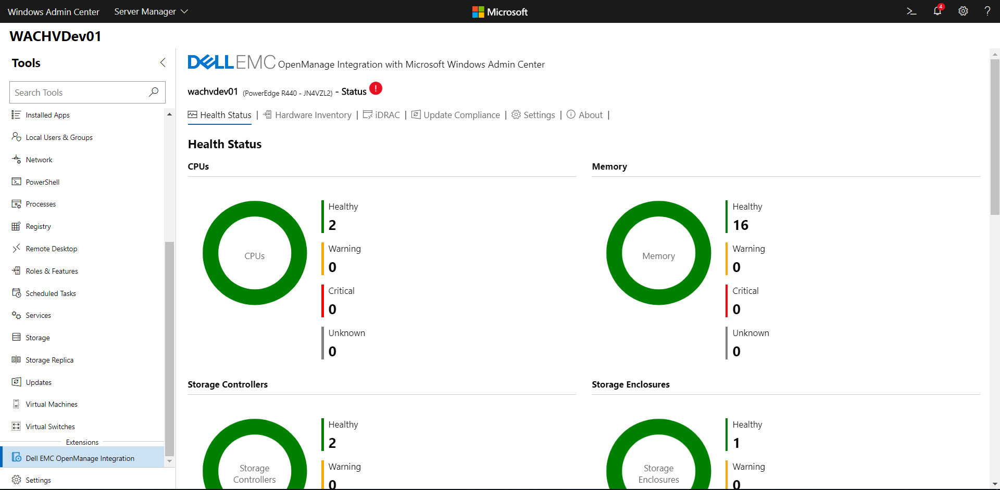 Windows Admin Center Server Manager Microsoft 4 ?
WACHVDev01
Tools
Search Tools
Installed Apps
Local Users & Groups
Network
PowerShell
Processes
Registry
Remote Desktop
Roles & Features
Scheduled Tasks
Services
Storage
Storage Replica
Updates
Virtual Machines
Virtual Switches
Extensions
Dell EMC OpenManage Integration
Settings
DELLEMC OpenManage Integration with Microsoft Windows Admin Center
wachvdev01 (PowerEdge R440 - JN4VZL2) - Status !
Health Status | Hardware Inventory | iDRAC | Update Compliance | Settings | About |
Health Status
CPUs
CPUs
Healthy
2
Warning
0
Critical
0
Unknown
0
Memory
Memory
Healthy
16
Warning
0
Critical
0
Unknown
0
Storage Controllers
Storage
Controllers
Healthy
2
Warning
0
Storage Enclosures
Storage
Enclosures
Healthy
1
Warning
0